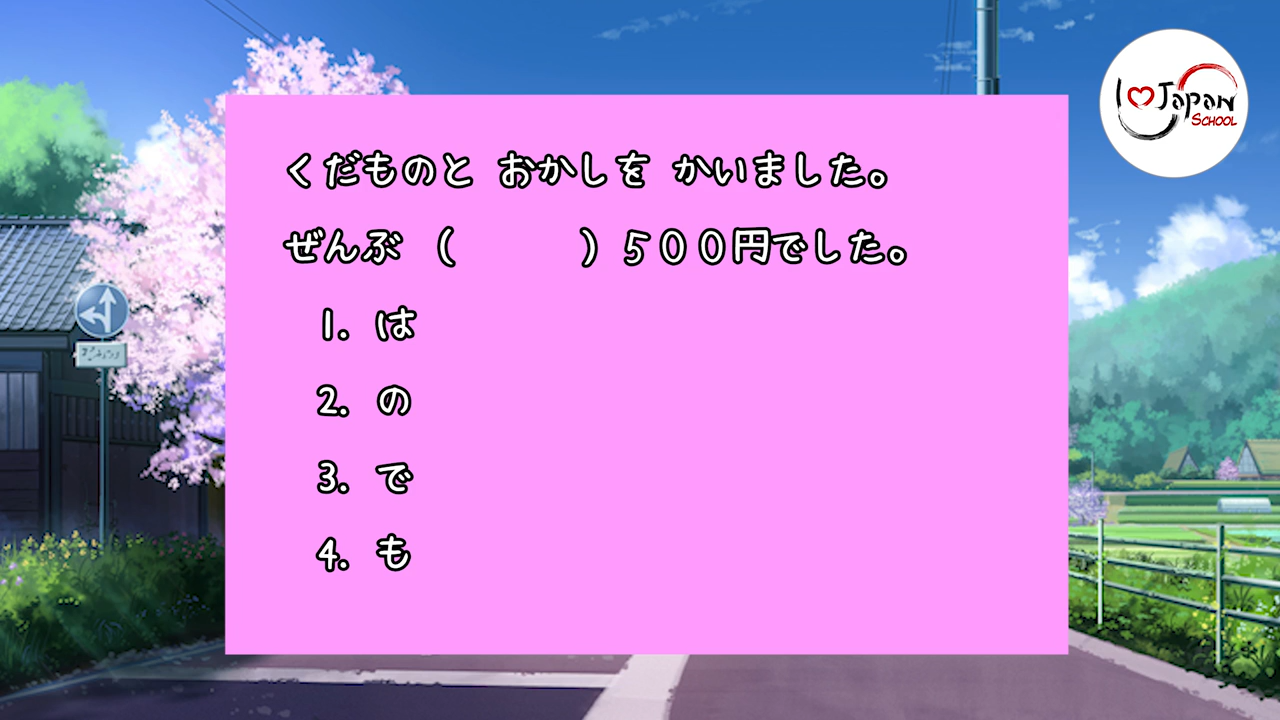 I ♡ Japan
SCHOOL
くだものと おかしを かいました。
ぜんぶ (　　　) 500円でした。
1. は
2. の
3. で
4. も